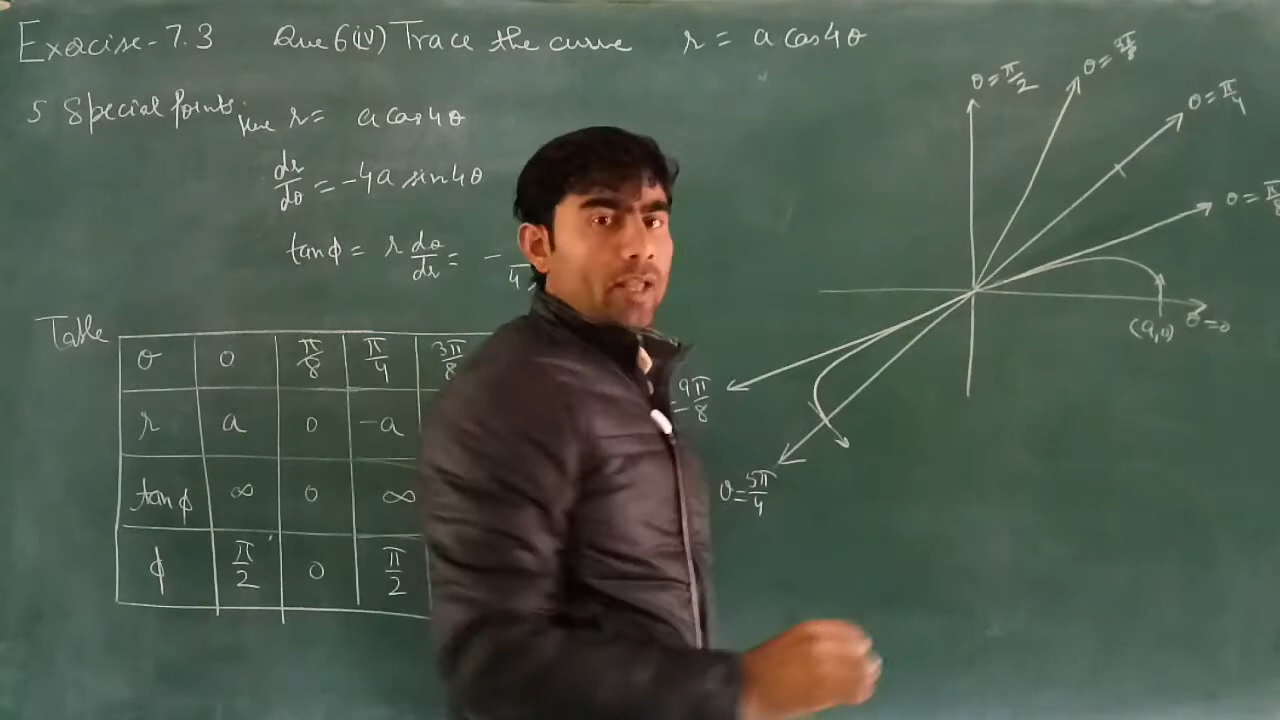 Exercise-7.3 Que 6(iv) Trace the curve r = a cos4θ
5 Special points:
r = a cos4θ
dr/dθ = -4a sin4θ
tanφ = r dθ/dr = -
4
Table
θ 0 π/8 π/4 3π/8
r a 0 -a
tanφ ∞ 0 ∞
φ π/2 0 π/2
θ=π/2
θ=3π/8
θ=π/4
θ=π/8
(a,0) θ=0
=9π/8
θ=5π/4